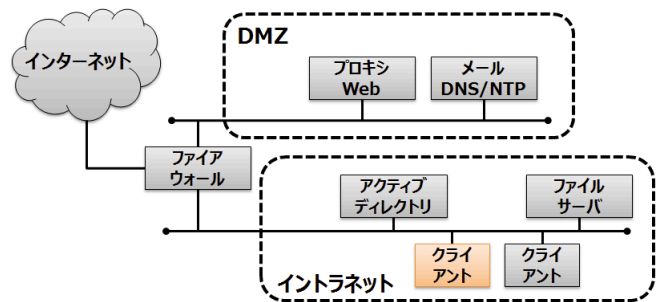 インターネット
DMZ
プロキシ
Web
メール
DNS/NTP
ファイア
ウォール
アクティブ
ディレクトリ
ファイル
サーバ
クライ
アント
クライ
アント
イントラネット